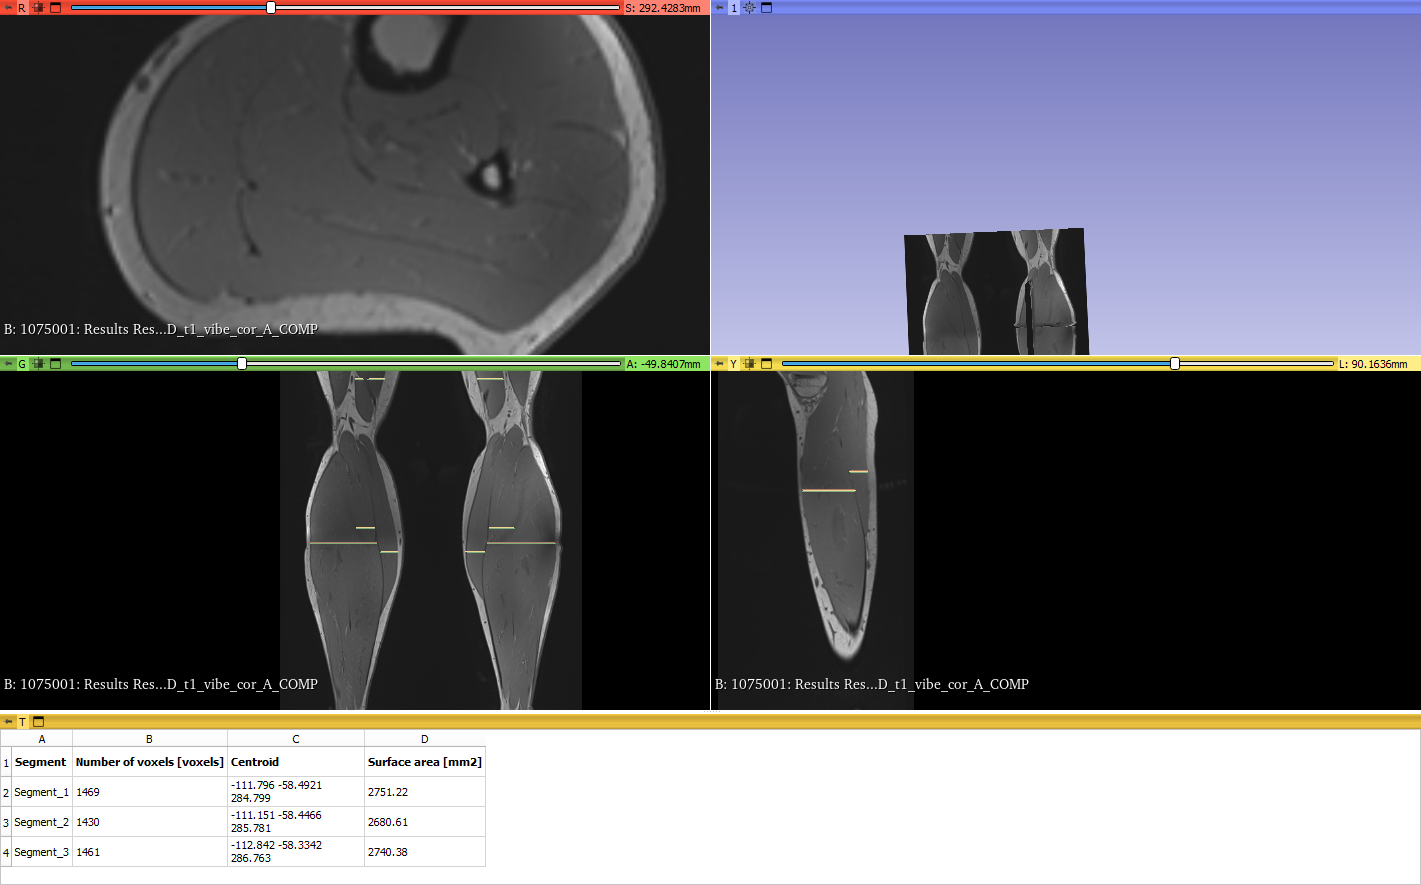 R S: 292.4283mm
1
B: 1075001: Results Res...D_t1_vibe_cor_A_COMP
G A: -49.8407mm
Y L: 90.1636mm
B: 1075001: Results Res...D_t1_vibe_cor_A_COMP
B: 1075001: Results Res...D_t1_vibe_cor_A_COMP
T
A B C D
1 Segment Number of voxels [voxels] Centroid Surface area [mm2]
2 Segment_1 1469 -111.796 -58.4921 284.799 2751.22
3 Segment_2 1430 -111.151 -58.4466 285.781 2680.61
4 Segment_3 1461 -112.842 -58.3342 286.763 2740.38